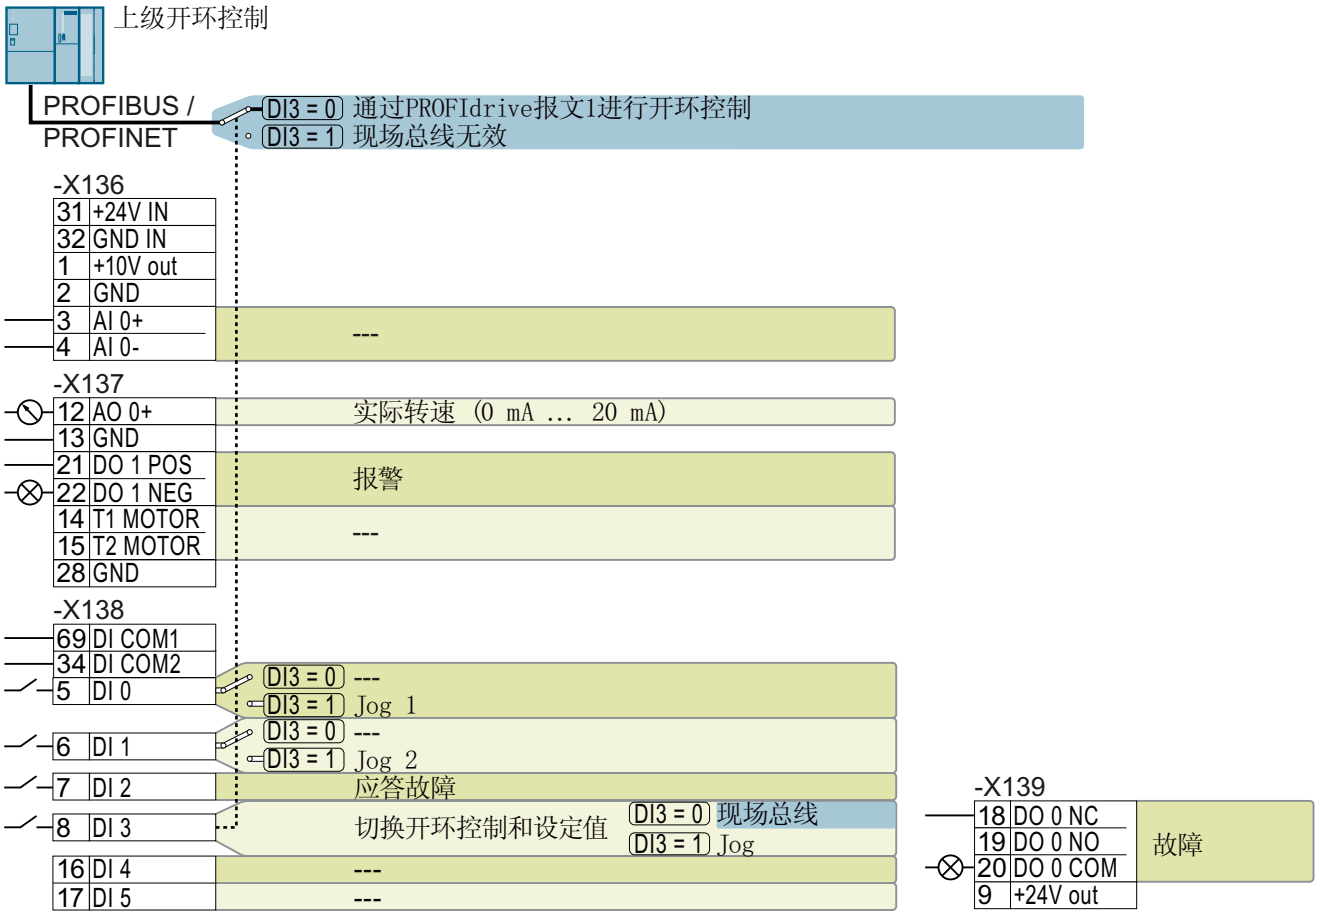 上级开环控制
PROFIBUS /
PROFINET
DI3 = 0 通过PROFIdrive报文1进行开环控制
DI3 = 1 现场总线无效
-X136
31 +24V IN
32 GND IN
1 +10V out
2 GND
3 AI 0+
4 AI 0-
---
-X137
12 AO 0+ 实际转速 (0 mA ... 20 mA)
13 GND
21 DO 1 POS
22 DO 1 NEG
报警
14 T1 MOTOR
15 T2 MOTOR
---
28 GND
-X138
69 DI COM1
34 DI COM2
5 DI 0
DI3 = 0 ---
DI3 = 1 Jog 1
6 DI 1
DI3 = 0 ---
DI3 = 1 Jog 2
7 DI 2 应答故障
8 DI 3 切换开环控制和设定值
DI3 = 0 现场总线
DI3 = 1 Jog
16 DI 4 ---
17 DI 5 ---
-X139
18 DO 0 NC
19 DO 0 NO
20 DO 0 COM
故障
9 +24V out